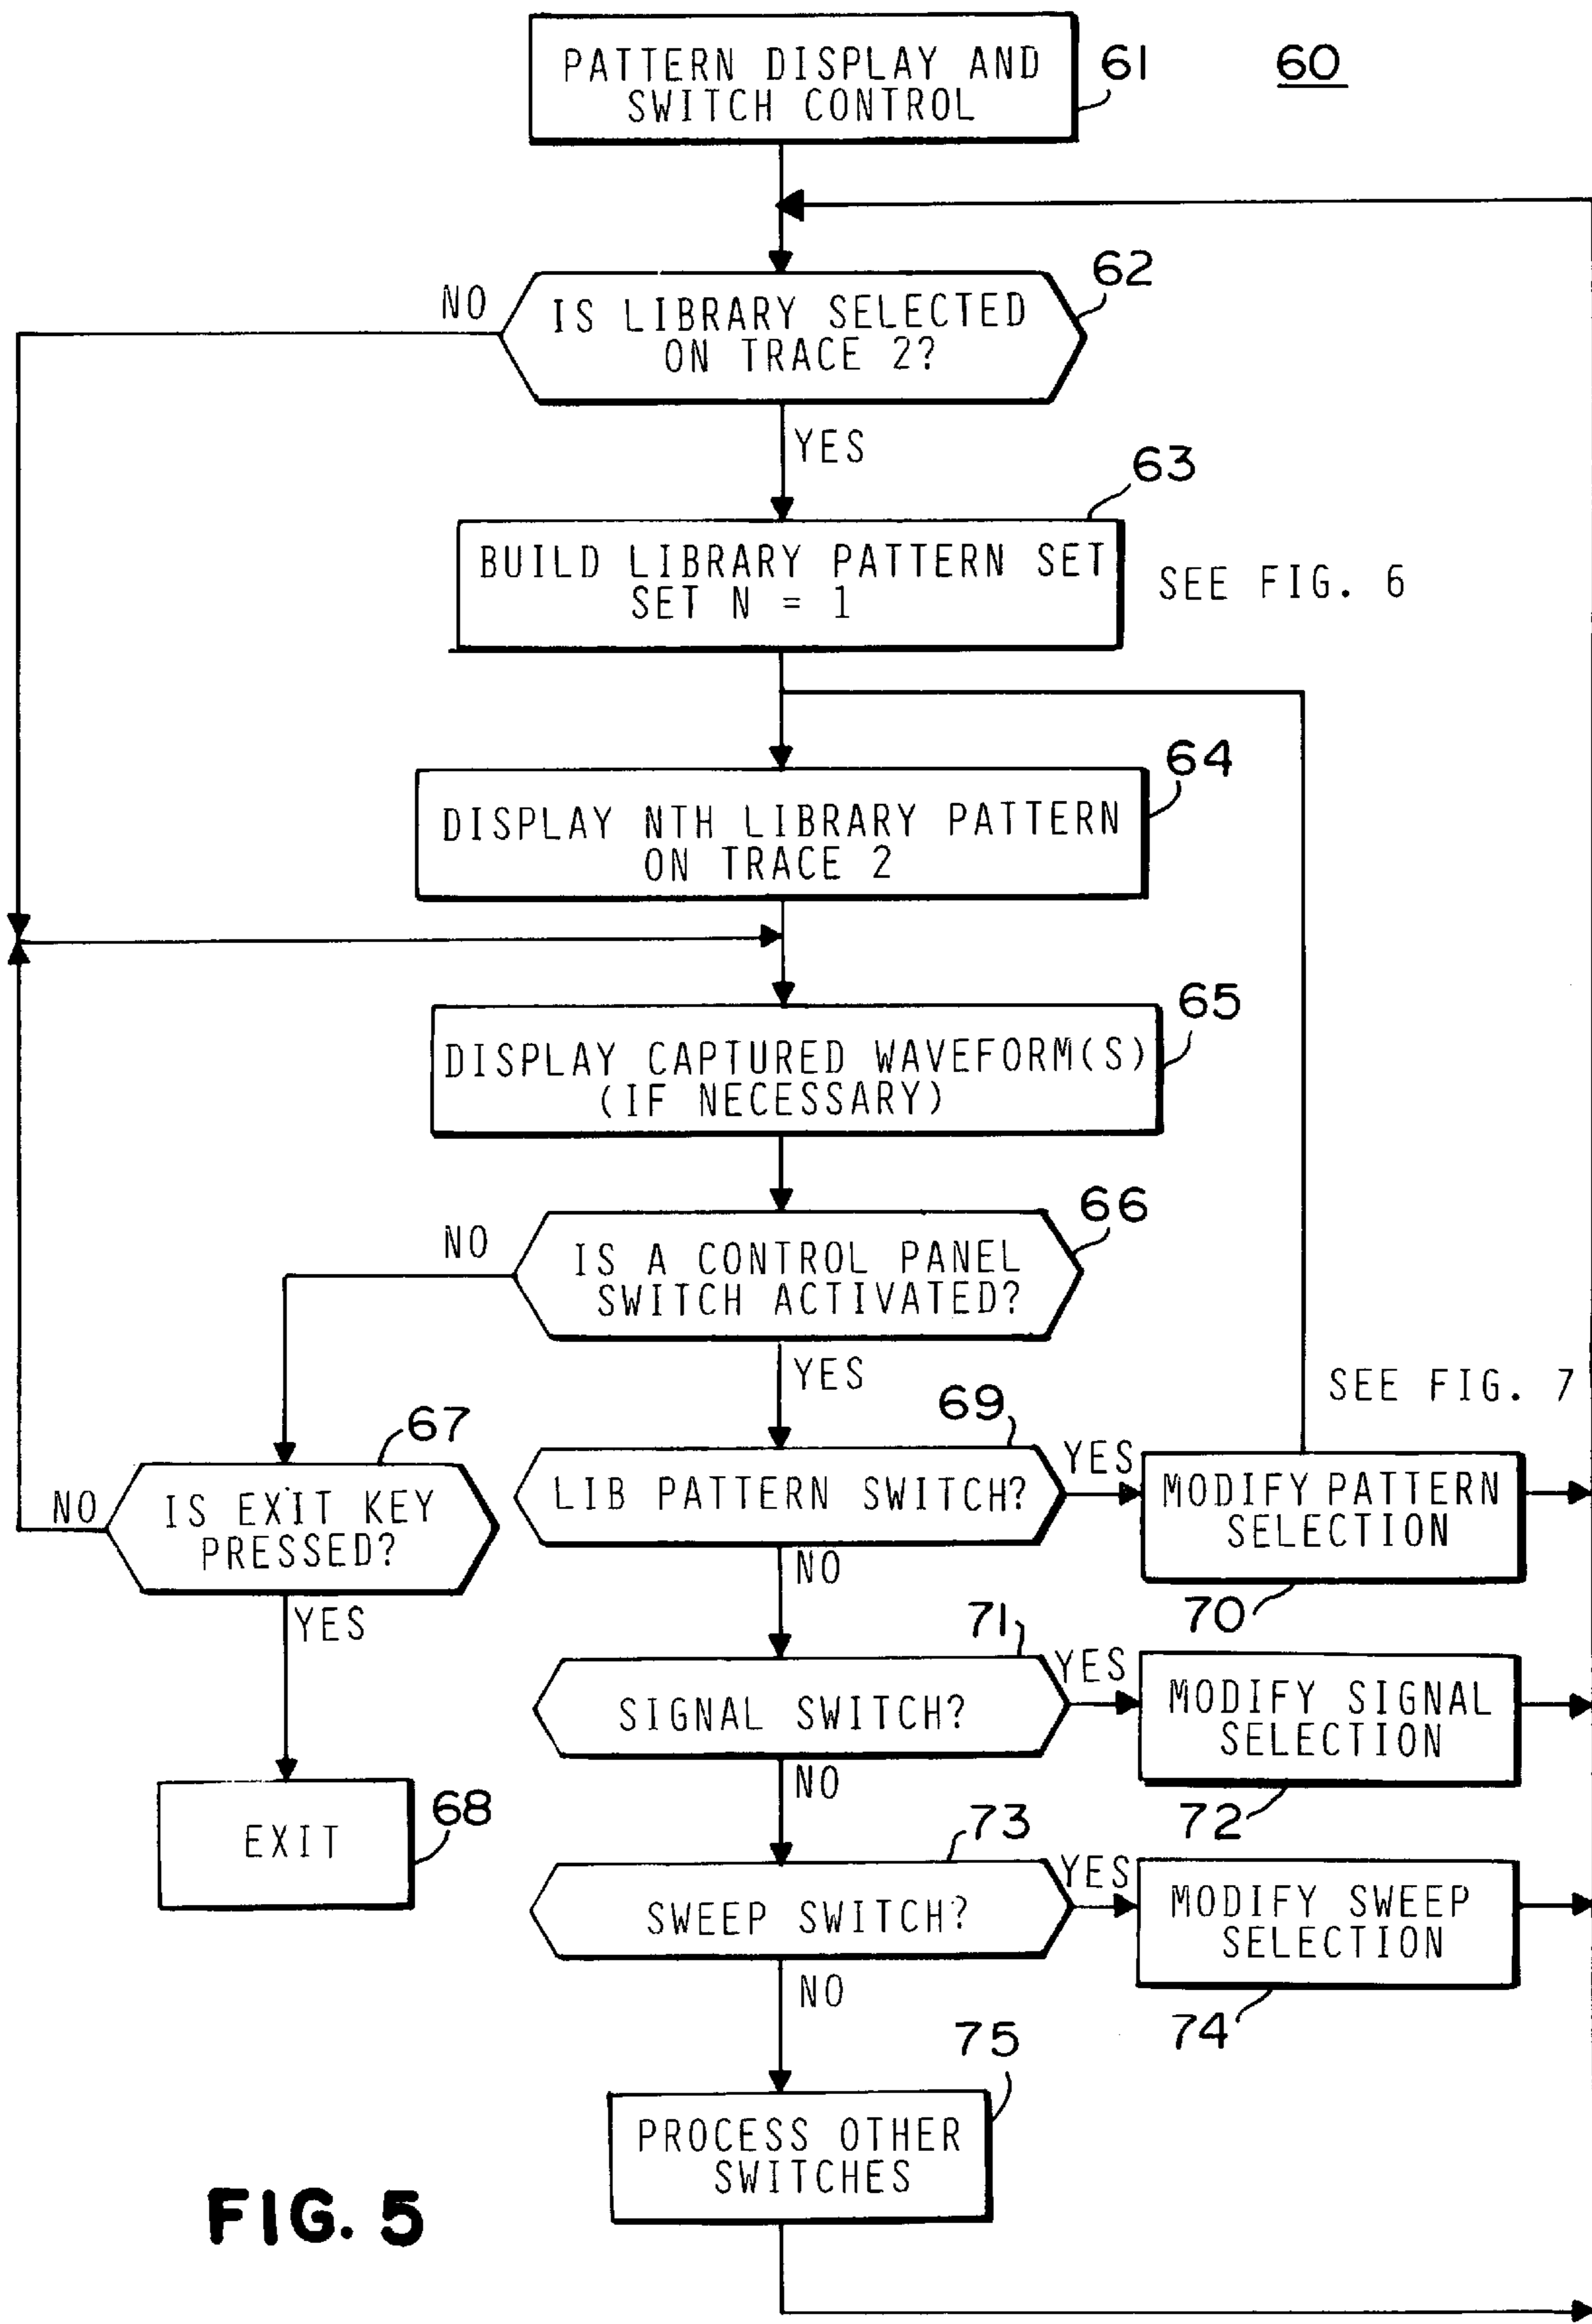 PATTERN DISPLAY AND
SWITCH CONTROL
61
60
62
NO
IS LIBRARY SELECTED
ON TRACE 2?
YES
63
BUILD LIBRARY PATTERN SET
SET N = 1
SEE FIG. 6
64
DISPLAY NTH LIBRARY PATTERN
ON TRACE 2
65
DISPLAY CAPTURED WAVEFORM(S)
(IF NECESSARY)
66
NO
IS A CONTROL PANEL
SWITCH ACTIVATED?
YES
SEE FIG. 7
67
69
NO
IS EXIT KEY
PRESSED?
LIB PATTERN SWITCH?
YES
MODIFY PATTERN
SELECTION
70
YES
NO
71
SIGNAL SWITCH?
YES
MODIFY SIGNAL
SELECTION
72
EXIT
68
NO
73
SWEEP SWITCH?
YES
MODIFY SWEEP
SELECTION
74
NO
75
PROCESS OTHER
SWITCHES
FIG. 5